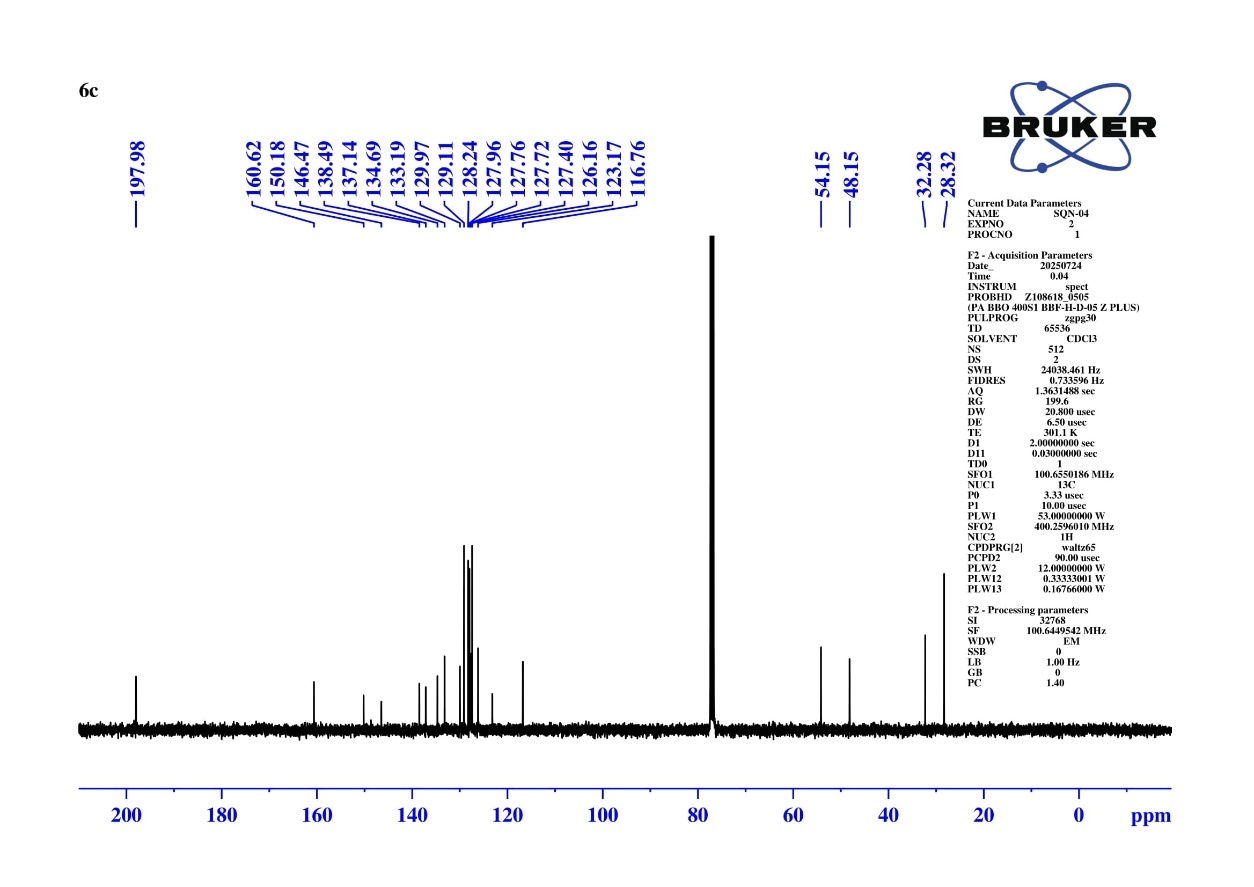 6c
BRUKER
197.98
160.62
150.18
146.47
138.49
137.14
134.69
133.19
129.97
129.11
128.24
127.96
127.76
127.72
127.40
126.16
123.17
116.76
54.15
48.15
32.28
28.32
Current Data Parameters
NAME SQN-04
EXPNO 2
PROCNO 1
F2 - Acquisition Parameters
Date_ 20250724
Time 0.04
INSTRUM spect
PROBHD Z108618_0505
(PA BBO 400S1 BBF-H-D-05 Z PLUS)
PULPROG zgpg30
TD 65536
SOLVENT CDCl3
NS 512
DS 2
SWH 24038.461 Hz
FIDRES 0.733596 Hz
AQ 1.3631488 sec
RG 199.6
DW 20.800 usec
DE 6.50 usec
TE 301.1 K
D1 2.00000000 sec
D11 0.03000000 sec
TD0 1
SFO1 100.6550186 MHz
NUC1 13C
P0 3.33 usec
P1 10.00 usec
PLW1 53.00000000 W
SFO2 400.2596010 MHz
NUC2 1H
CPDPRG[2] waltz65
PCPD2 90.00 usec
PLW2 12.00000000 W
PLW12 0.33333001 W
PLW13 0.16766000 W
F2 - Processing parameters
SI 32768
SF 100.6449542 MHz
WDW EM
SSB 0
LB 1.00 Hz
GB 0
PC 1.40
200 180 160 140 120 100 80 60 40 20 0 ppm